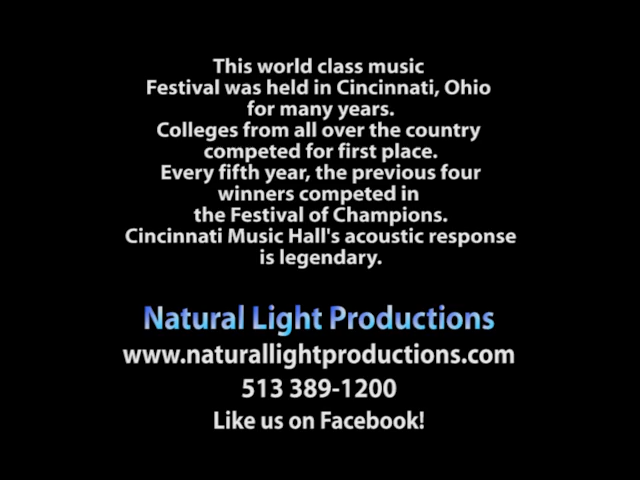 This world class music
Festival was held in Cincinnati, Ohio
for many years.
Colleges from all over the country
competed for first place.
Every fifth year, the previous four
winners competed in
the Festival of Champions.
Cincinnati Music Hall's acoustic response
is legendary.
Natural Light Productions
www.naturallightproductions.com
513 389-1200
Like us on Facebook!